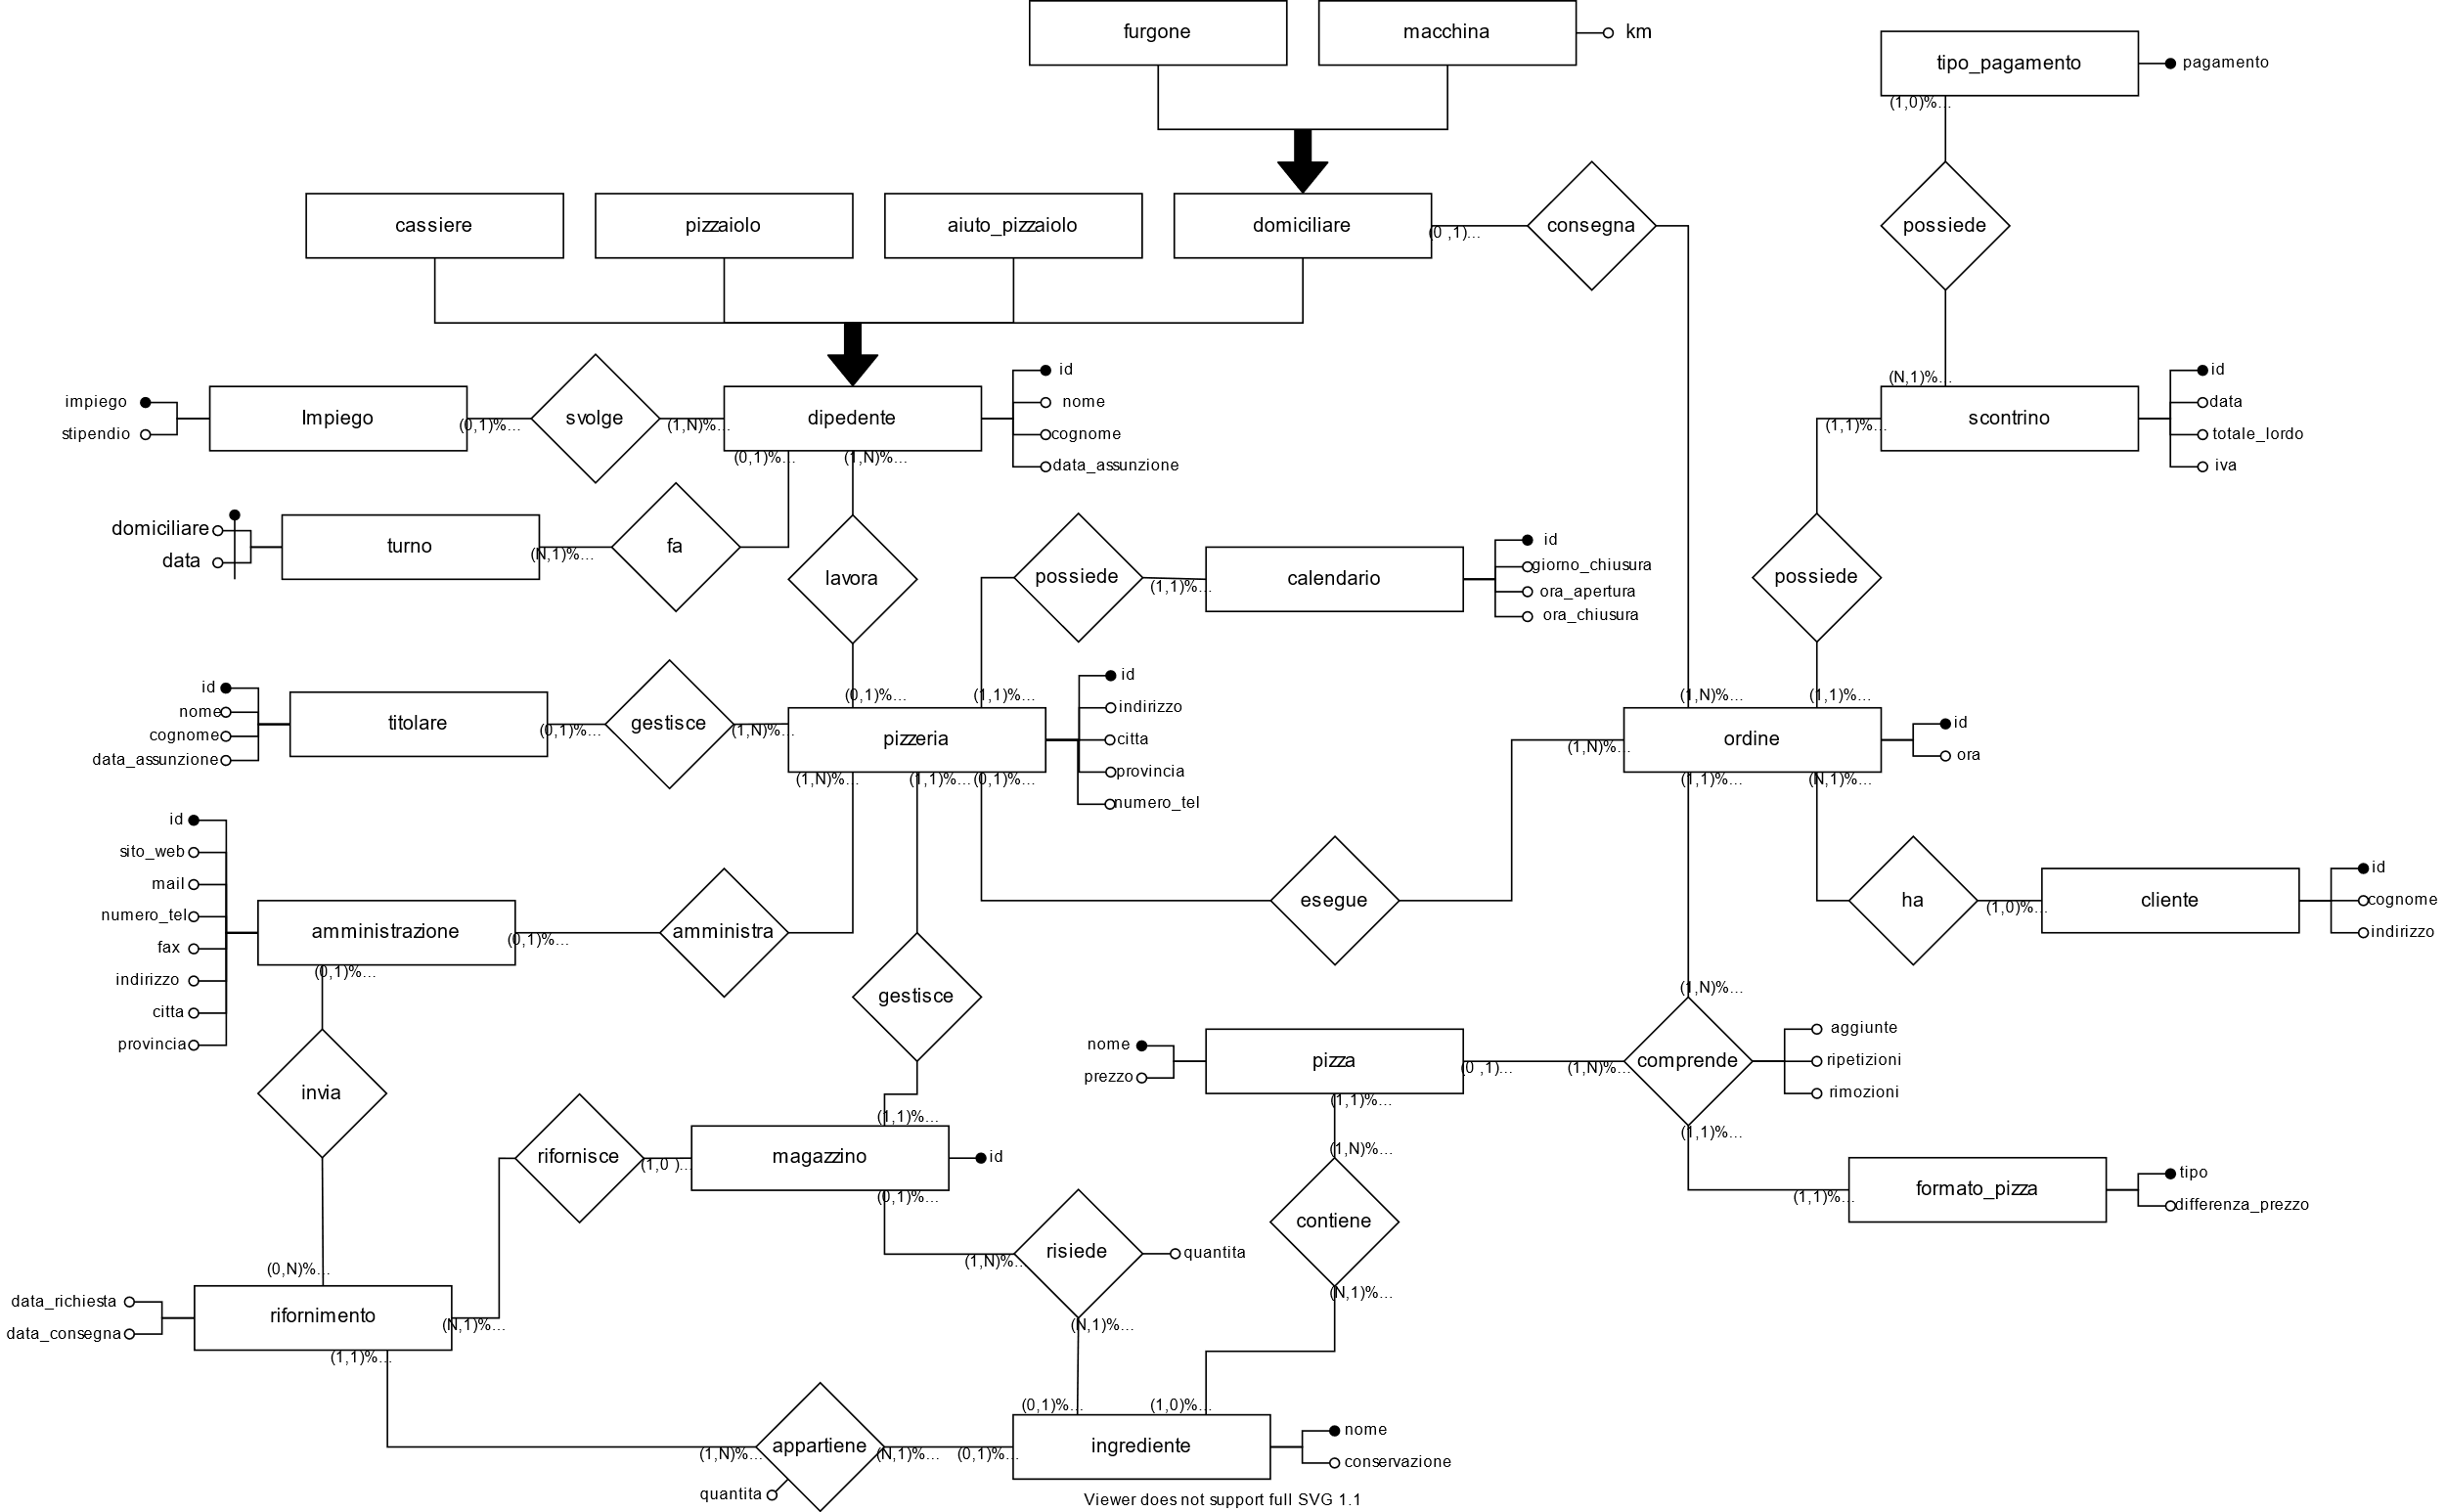 furgone
macchina
km
tipo_pagamento
pagamento
(1,0)%...
cassiere
pizzaiolo
aiuto_pizzaiolo
domiciliare
(0 ,1)...
consegna
possiede
id
nome
cognome
data_assunzione
impiego
stipendio
Impiego
(0,1)%...
svolge
(1,N)%...
dipedente
(0,1)%...
(1,N)%...
(N,1)%...
(1,1)%...
scontrino
id
data
totale_lordo
iva
domiciliare
data
turno
(N,1)%...
fa
lavora
possiede
(1,1)%...
calendario
id
giorno_chiusura
ora_apertura
ora_chiusura
possiede
id
nome
cognome
data_assunzione
titolare
(0,1)%...
gestisce
(1,N)%...
(0,1)%...
(1,1)%...
pizzeria
(1,N)%...
(1,1)%...
(0,1)%...
id
indirizzo
citta
provincia
numero_tel
(1,N)%...
(1,1)%...
(1,N)%...
ordine
(1,1)%...
(N,1)%...
id
ora
id
sito_web
mail
numero_tel
fax
indirizzo
citta
provincia
amministrazione
(0,1)%...
(0,1)%...
amministra
gestisce
esegue
ha
(1,0)%...
cliente
id
cognome
indirizzo
invia
nome
prezzo
pizza
(0 ,1)...
(1,1)%...
(1,N)%...
(1,N)%...
comprende
(1,1)%...
aggiunte
ripetizioni
rimozioni
rifornisce
(1,0 )...
(1,1)%...
magazzino
(0,1)%...
id
(1,N)%...
contiene
(N,1)%...
(1,1)%...
formato_pizza
tipo
differenza_prezzo
(1,N)%...
risiede
quantita
(N,1)%...
(0,N)%...
data_richiesta
data_consegna
rifornimento
(N,1)%...
(1,1)%...
(1,N)%...
appartiene
quantita
(N,1)%...
(0,1)%...
(0,1)%...
(1,0)%...
ingrediente
nome
conservazione
Viewer does not support full SVG 1.1